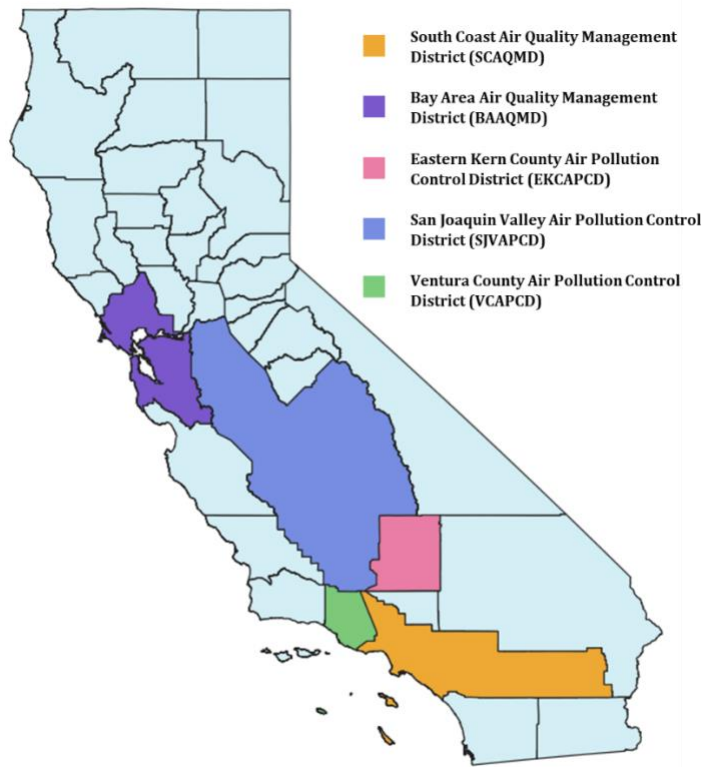 South Coast Air Quality Management
District (SCAQMD)
Bay Area Air Quality Management
District (BAAQMD)
Eastern Kern County Air Pollution
Control District (EKCAPCD)
San Joaquin Valley Air Pollution Control
District (SJVAPCD)
Ventura County Air Pollution Control
District (VCAPCD)